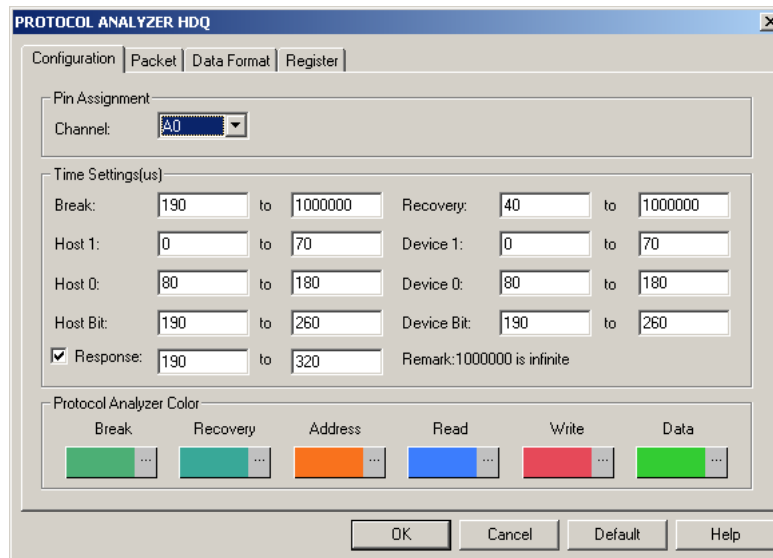 PROTOCOL ANALYZER HDQ
Configuration Packet Data Format Register
Pin Assignment
Channel: A0
Time Settings(us)
Break: 190 to 1000000 Recovery: 40 to 1000000
Host 1: 0 to 70 Device 1: 0 to 70
Host 0: 80 to 180 Device 0: 80 to 180
Host Bit: 190 to 260 Device Bit: 190 to 260
Response: 190 to 320 Remark:1000000 is infinite
Protocol Analyzer Color
Break Recovery Address Read Write Data
... ... ... ... ... ...
OK Cancel Default Help